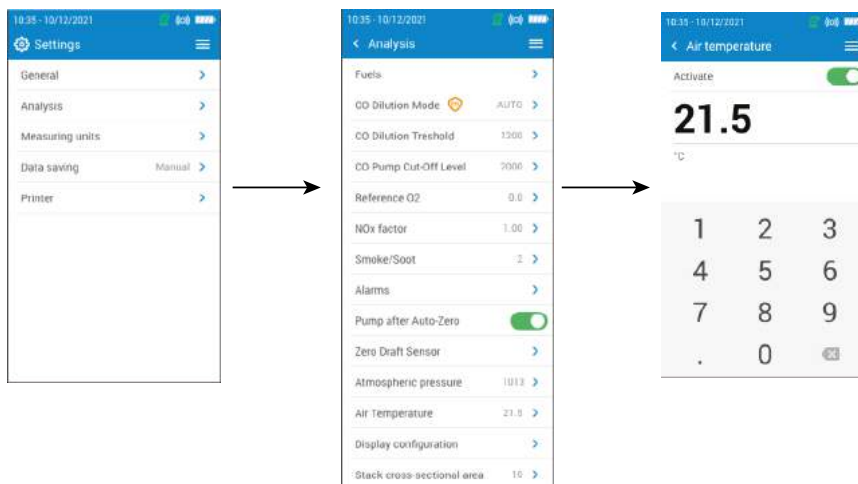 10:35 - 10/12/2021
Settings
General
Analysis
Measuring units
Data saving Manual
Printer
10:35 - 10/12/2021
Analysis
Fuels
CO Dilution Mode AUTO
CO Dilution Treshold 1200
CO Pump Cut-Off Level 2000
Reference O2 0.0
NOx factor 1.00
Smoke/Soot 2
Alarms
Pump after Auto-Zero
Zero Draft Sensor
Atmospheric pressure 1013
Air Temperature 21.5
Display configuration
Stack cross-sectional area 10
10:35 - 10/12/2021
Air temperature
Activate
21.5
°C
1 2 3
4 5 6
7 8 9
. 0